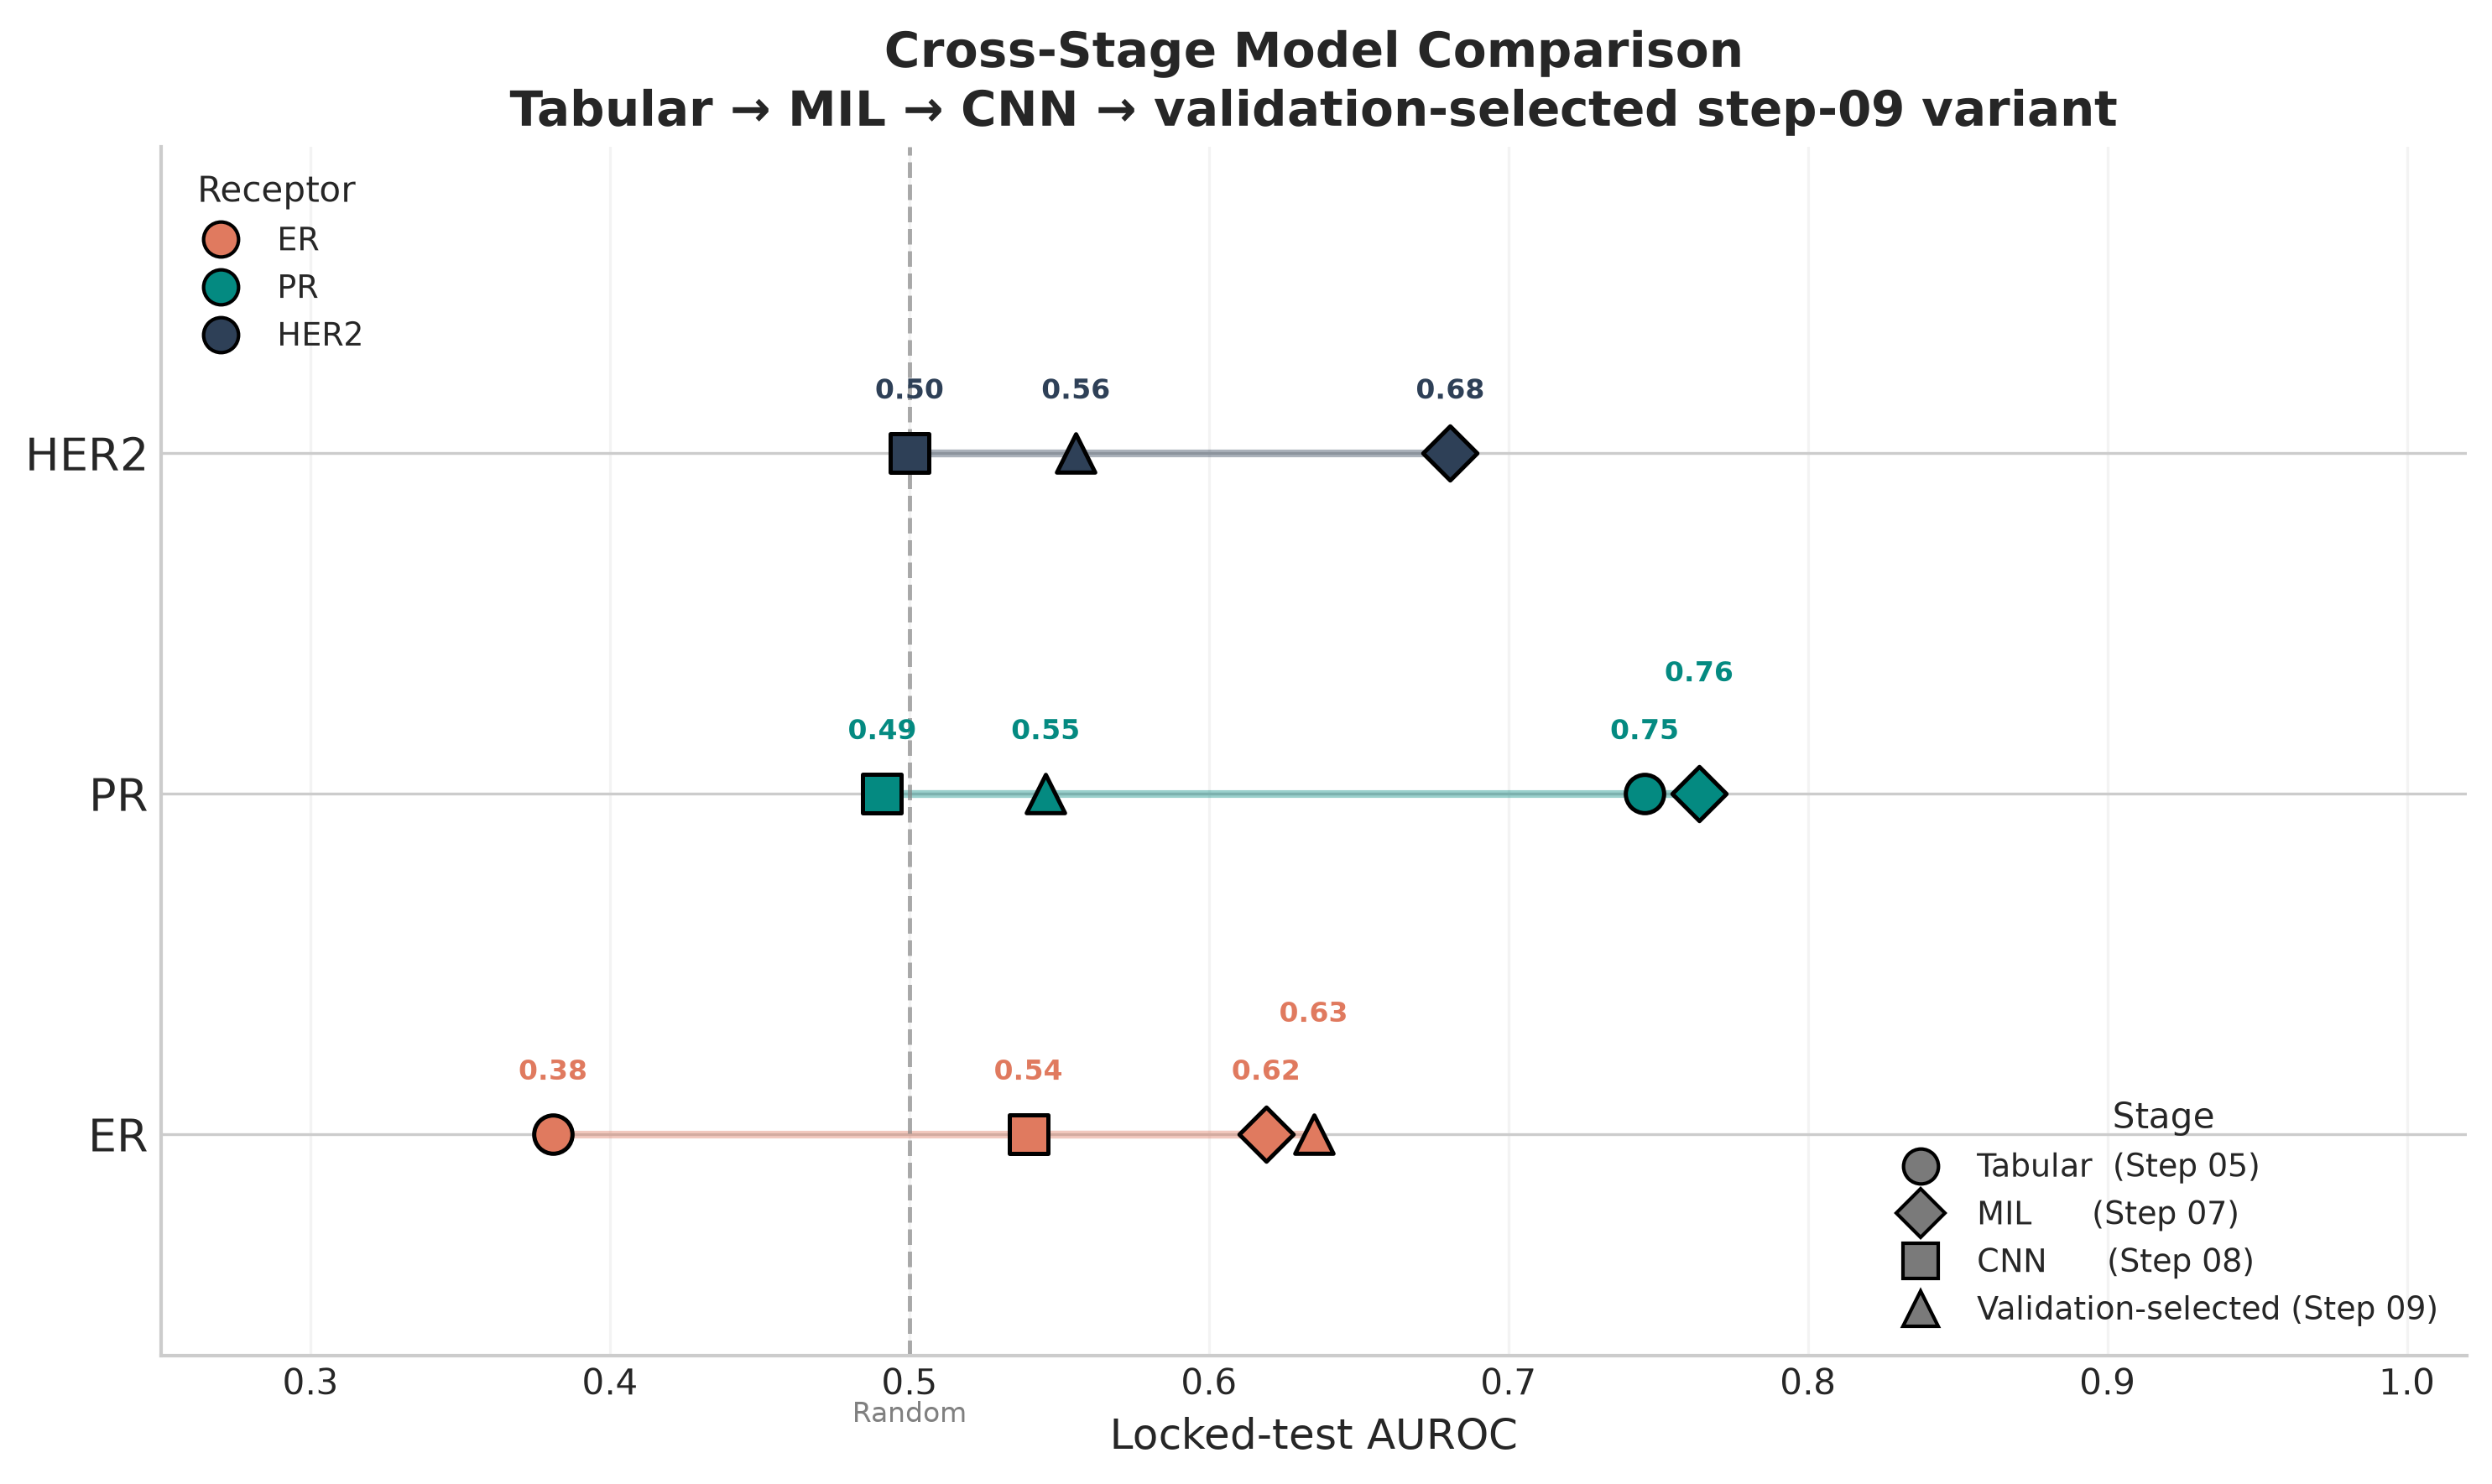 Cross-Stage Model Comparison
Tabular → MIL → CNN → validation-selected step-09 variant
Receptor
ER
PR
HER2
0.50 0.56 0.68
HER2
0.76
0.49 0.55 0.75
PR
0.63
0.38 0.54 0.62
ER
Stage
Tabular (Step 05)
MIL (Step 07)
CNN (Step 08)
Validation-selected (Step 09)
0.3 0.4 0.5 0.6 0.7 0.8 0.9 1.0
Random
Locked-test AUROC